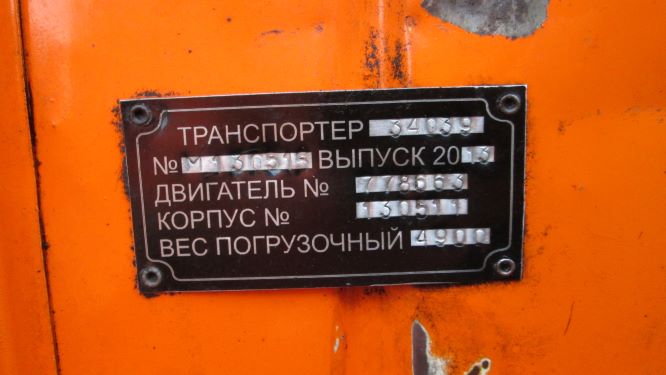 ТРАНСПОРТЕР 34039
№ М130515 ВЫПУСК 2013
ДВИГАТЕЛЬ № 778663
КОРПУС № 130511
ВЕС ПОГРУЗОЧНЫЙ 4900